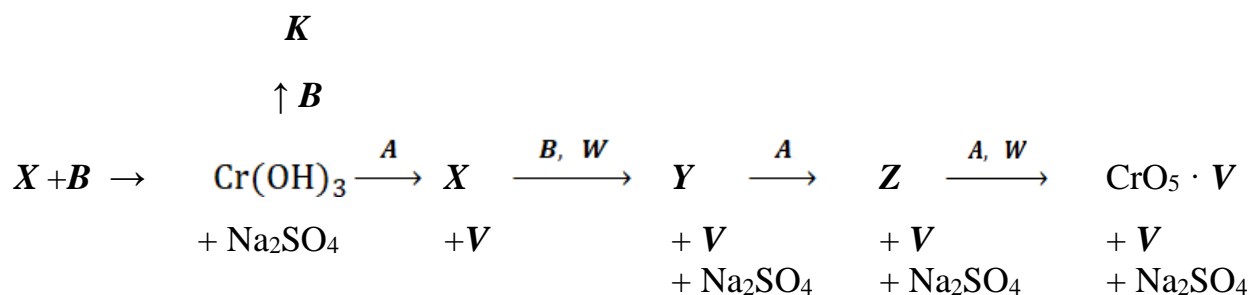 K
↑ B
X +B → Cr(OH)₃ A→ X B, W→ Y A→ Z A, W→ CrO₅ · V
+ Na₂SO₄ +V + V + V + V
+ Na₂SO₄ + Na₂SO₄ + Na₂SO₄